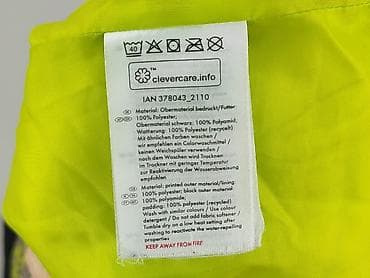 40
™
clevercare.info
IAN 378043_2110
Material: Obermaterial bedruckt/Futter:
100% Polyester;
Obermaterial schwarz: 100% Polyamid,
Wattierung: 100% Polyester (recycelt)
Mit ähnlichen Farben waschen /
wir empfehlen ein Colorwaschmittel /
keinen Weichspüler verwenden /
nach dem Waschen wird Trocknen
im Trockner mit geringer Temperatur
zur Reaktivierung der Wasserabweisung
empfohlen.
Material: printed outer material/lining
100% polyester; black outer material
100% polyamide,
padding: 100% polyester (recycled)
Wash with similar colours / Use colour
detergent / Do not add fabric softener /
Tumble dry on a low heat setting after
washing to reactivate the water-repelling
properties
KEEP AWAY FROM FIRE